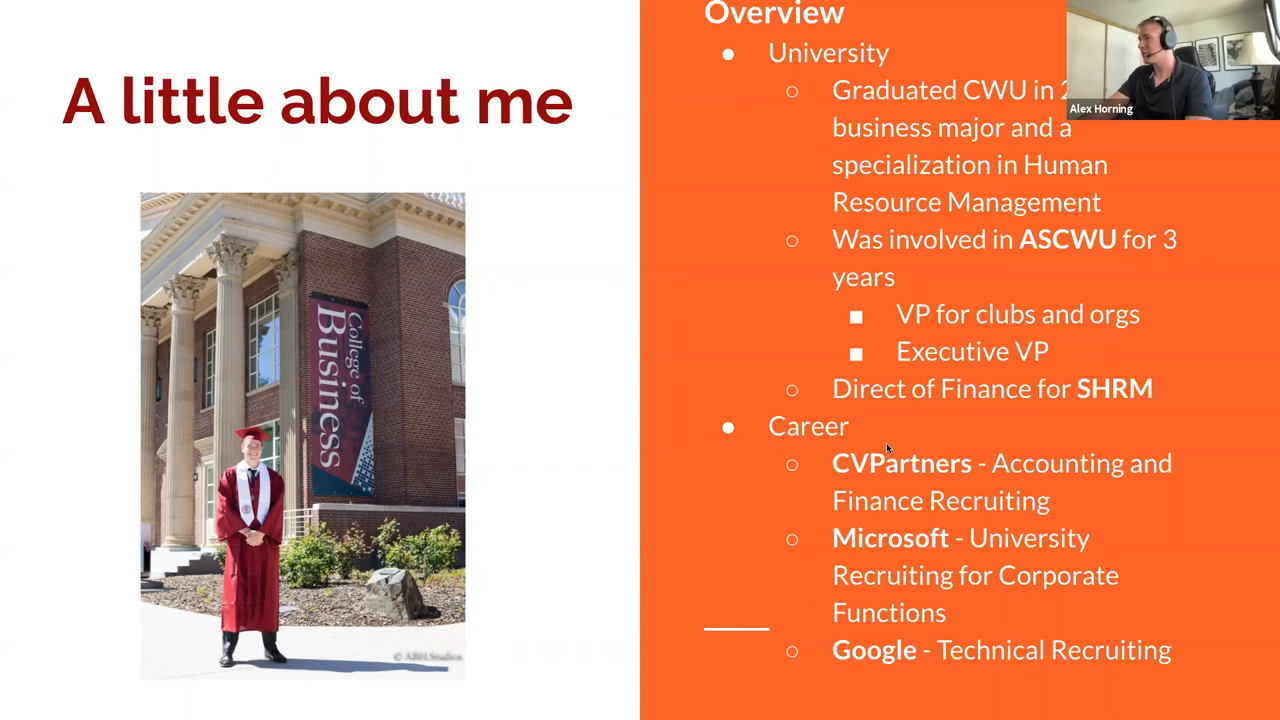 A little about me
College of
Business
© ABH Studios
Overview
● University
○ Graduated CWU in
business major and a
specialization in Human
Resource Management
○ Was involved in ASCWU for 3
years
■ VP for clubs and orgs
■ Executive VP
○ Direct of Finance for SHRM
● Career
○ CVPartners - Accounting and
Finance Recruiting
○ Microsoft - University
Recruiting for Corporate
Functions
○ Google - Technical Recruiting
Alex Horning